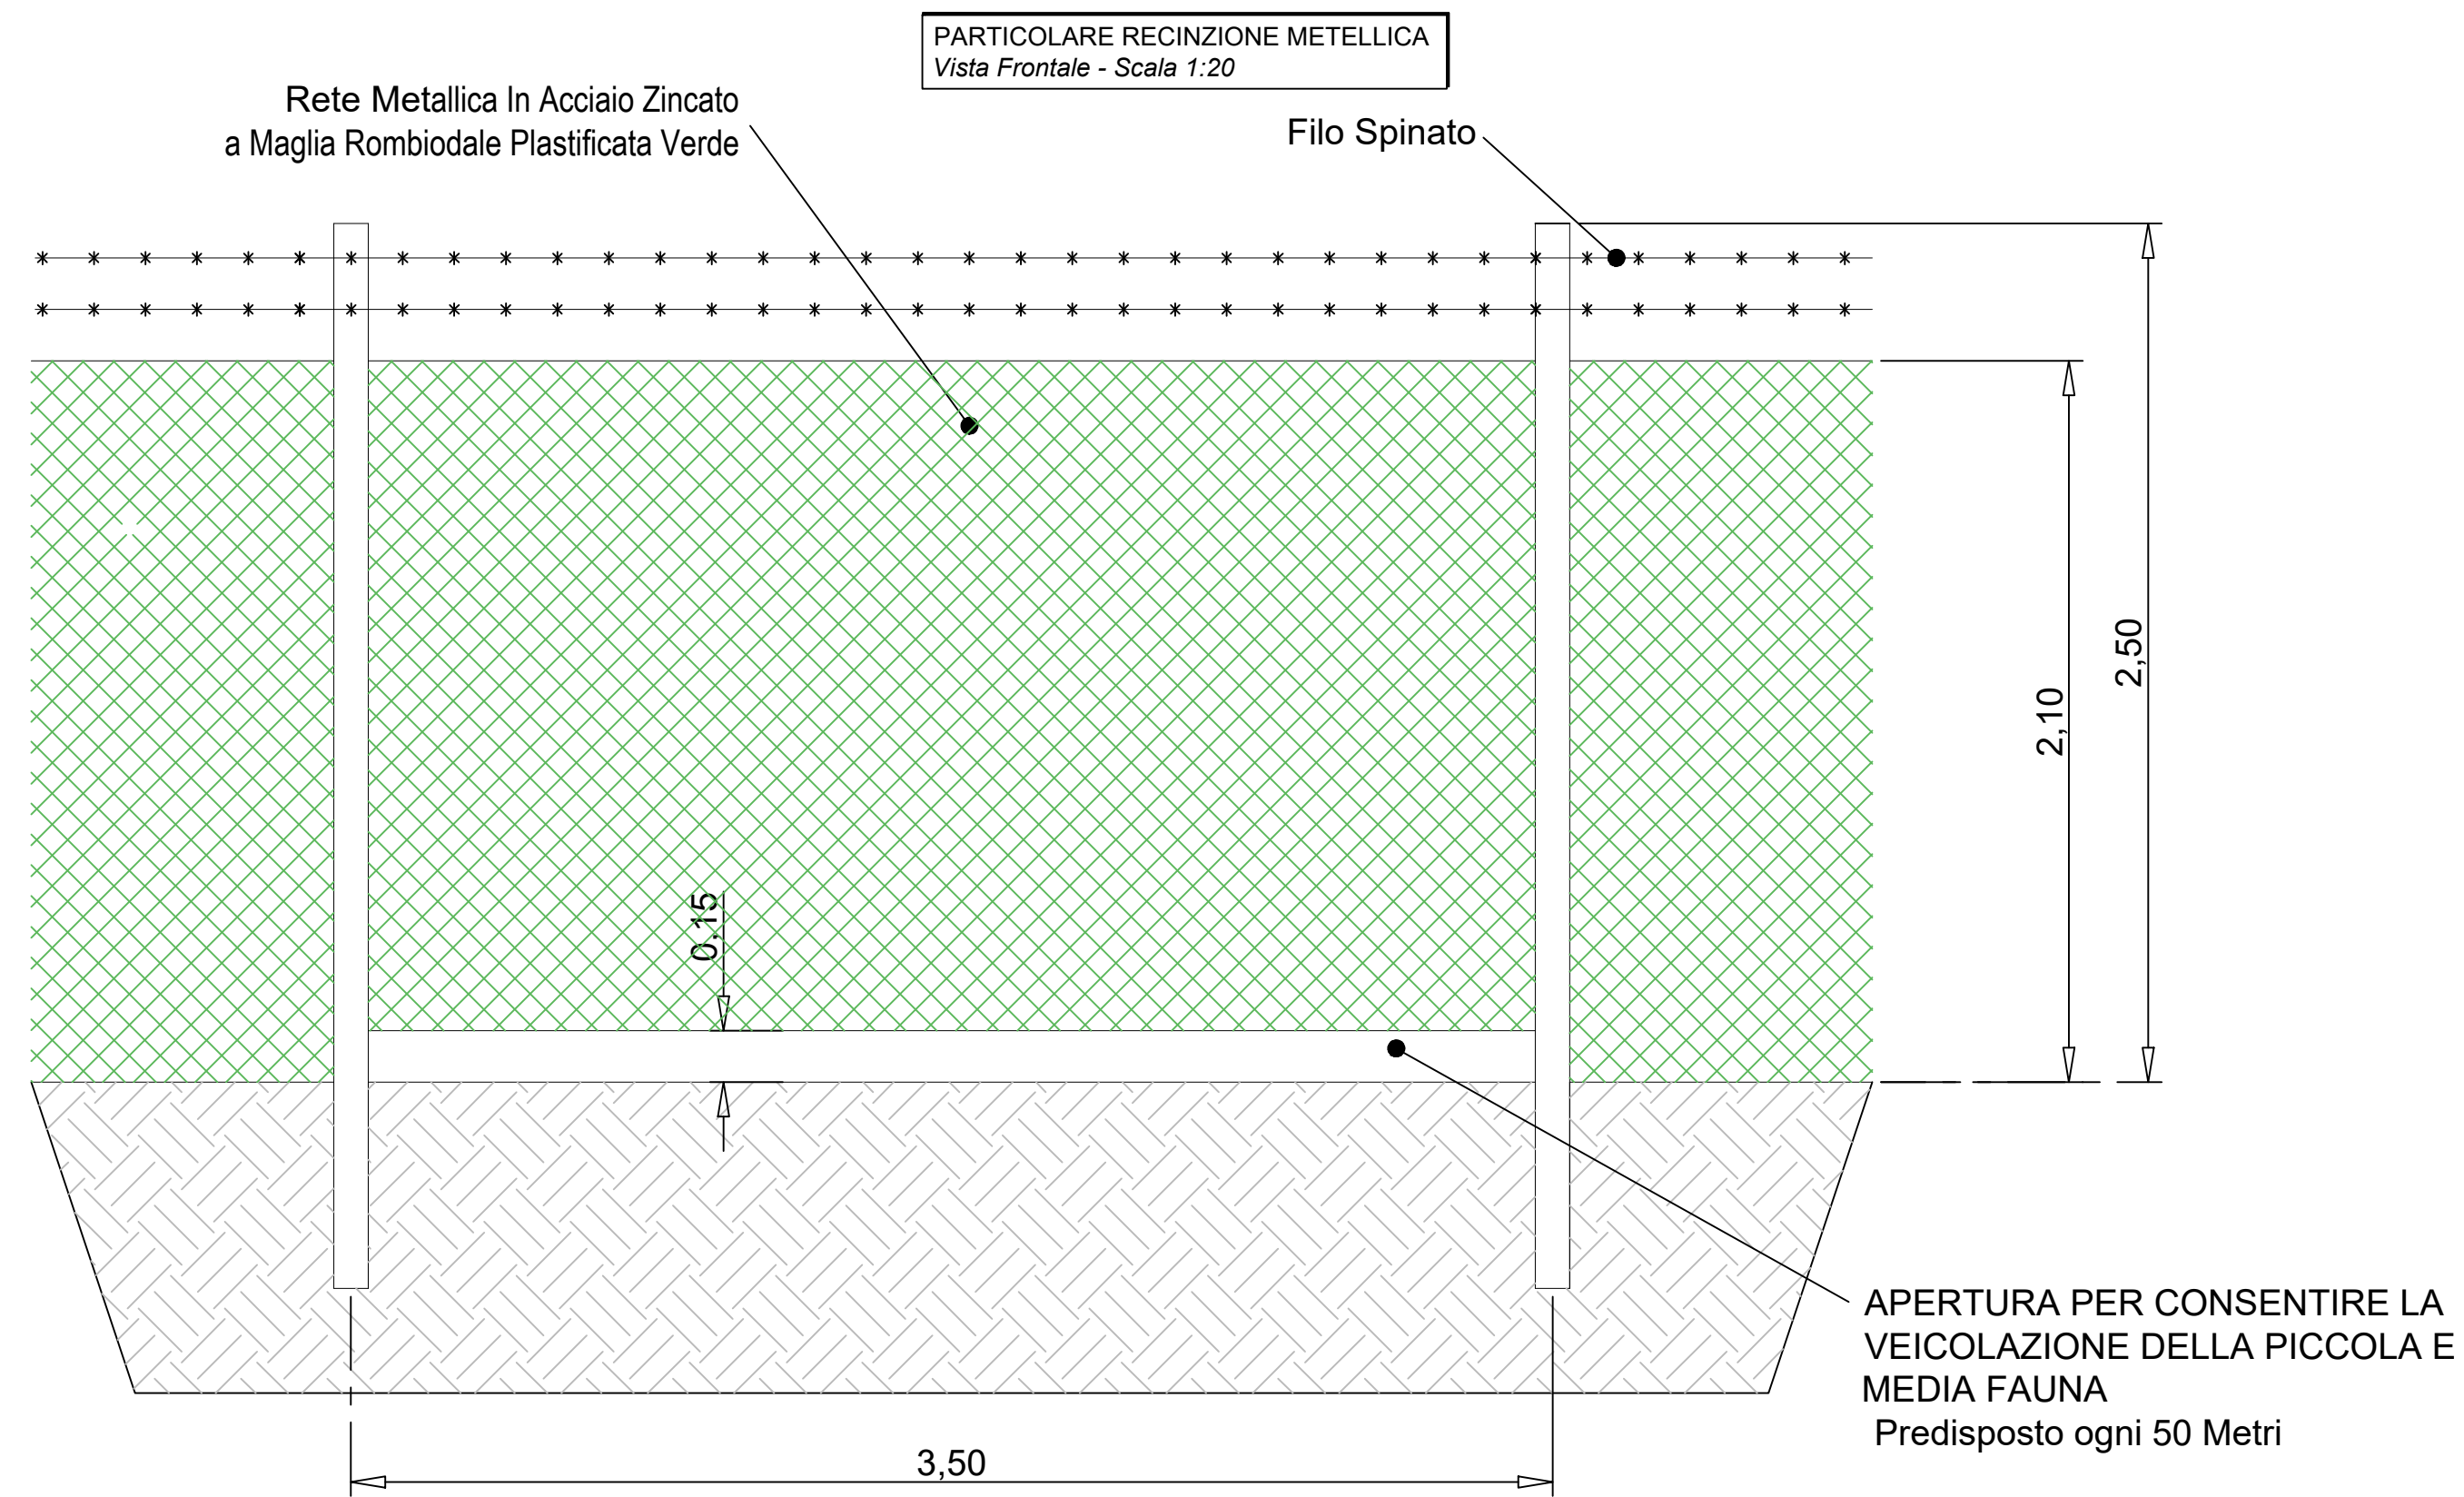 PARTICOLARE RECINZIONE METELLICA
Vista Frontale - Scala 1:20
Rete Metallica In Acciaio Zincato
a Maglia Rombiodale Plastificata Verde
Filo Spinato
2,50
2,10
0,15
APERTURA PER CONSENTIRE LA
VEICOLAZIONE DELLA PICCOLA E
MEDIA FAUNA
Predisposto ogni 50 Metri
3,50